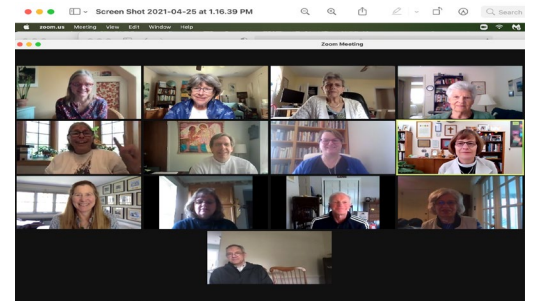 Screen Shot 2021-04-25 at 1.16.39 PM
Search
zoom.us Meeting View Edit Window Help
Zoom Meeting